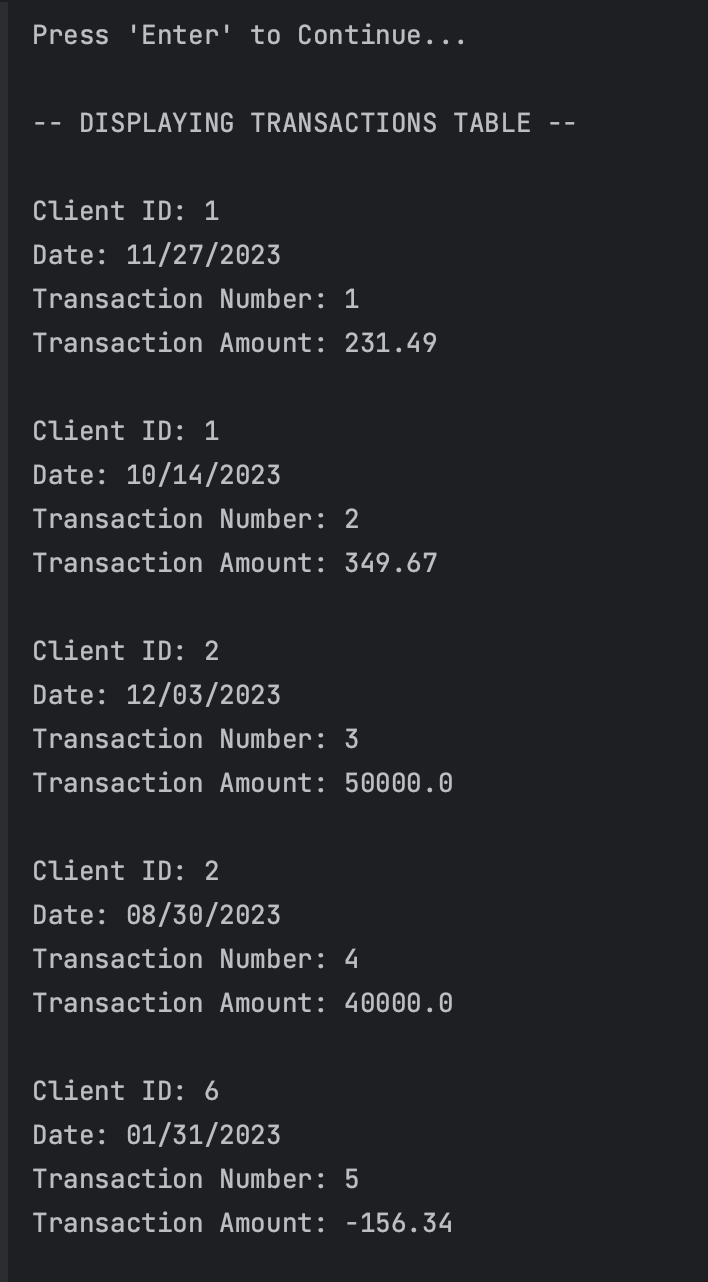 Press 'Enter' to Continue...
-- DISPLAYING TRANSACTIONS TABLE --
Client ID: 1
Date: 11/27/2023
Transaction Number: 1
Transaction Amount: 231.49
Client ID: 1
Date: 10/14/2023
Transaction Number: 2
Transaction Amount: 349.67
Client ID: 2
Date: 12/03/2023
Transaction Number: 3
Transaction Amount: 50000.0
Client ID: 2
Date: 08/30/2023
Transaction Number: 4
Transaction Amount: 40000.0
Client ID: 6
Date: 01/31/2023
Transaction Number: 5
Transaction Amount: -156.34